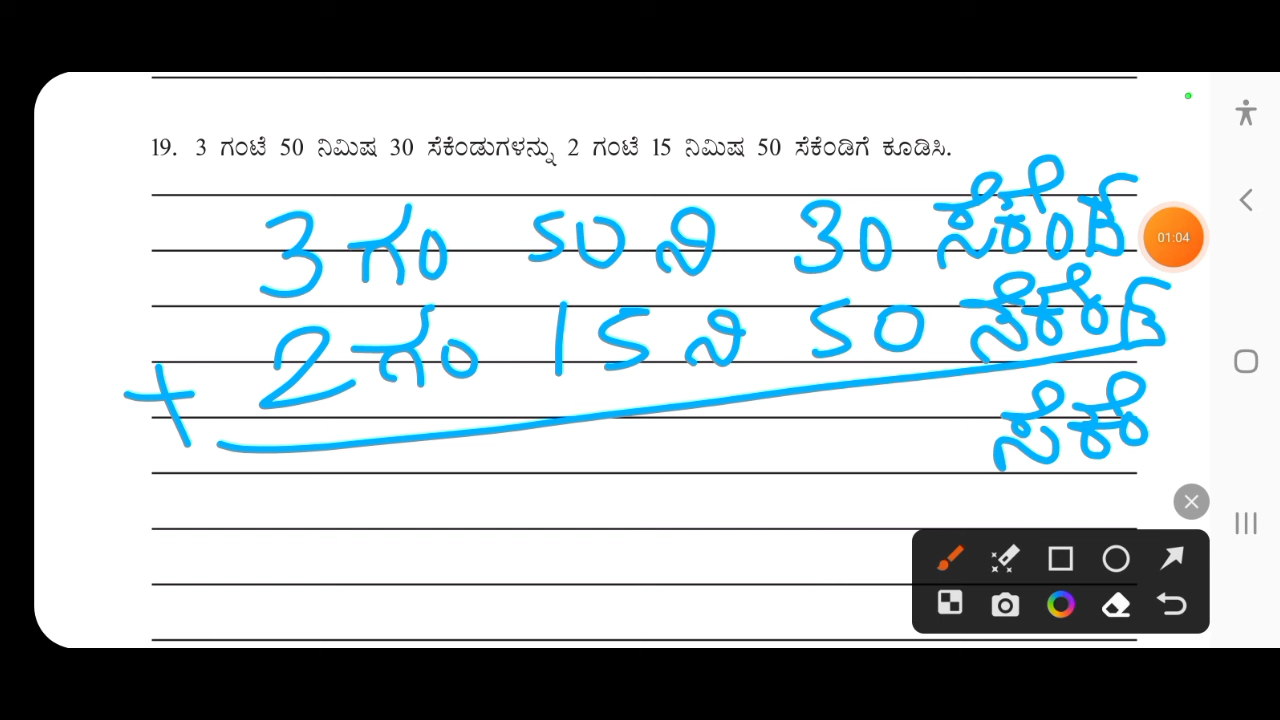 19. 3 ಗಂಟೆ 50 ನಿಮಿಷ 30 ಸೆಕೆಂಡುಗಳನ್ನು 2 ಗಂಟೆ 15 ನಿಮಿಷ 50 ಸೆಕೆಂಡಿಗೆ ಕೂಡಿಸಿ.
3 ಗಂ 50 ನಿ 30 ಸೆಕೆಂಡ್
01:04
+ 2 ಗಂ 15 ನಿ 50
ಸೆಕೆ